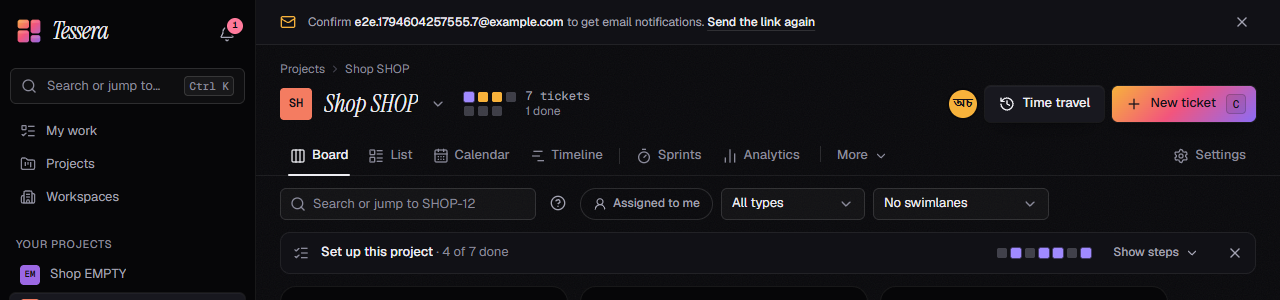 Tessera
1
Confirm e2e.1794604257555.7@example.com to get email notifications. Send the link again
Search or jump to... Ctrl K
My work
Projects
Workspaces
YOUR PROJECTS
EM Shop EMPTY
Projects > Shop SHOP
SH Shop SHOP
7 tickets
1 done
অচ
Time travel
+ New ticket C
Board List Calendar Timeline Sprints Analytics More Settings
Search or jump to SHOP-12
Assigned to me
All types
No swimlanes
Set up this project · 4 of 7 done
Show steps